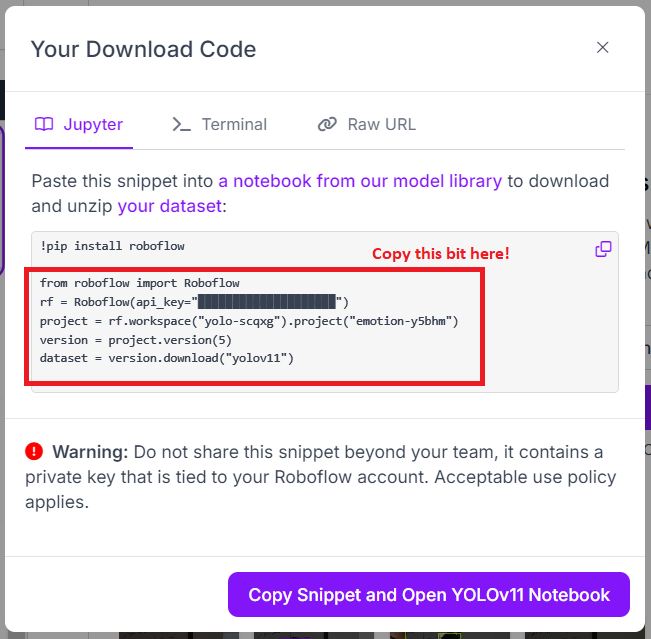 Your Download Code
Jupyter
Terminal
Raw URL
Paste this snippet into a notebook from our model library to download
and unzip your dataset:
!pip install roboflow
Copy this bit here!
from roboflow import Roboflow
rf = Roboflow(api_key="████████████████████")
project = rf.workspace("yolo-scqxg").project("emotion-y5bhm")
version = project.version(5)
dataset = version.download("yolov11")
Warning: Do not share this snippet beyond your team, it contains a
private key that is tied to your Roboflow account. Acceptable use policy
applies.
Copy Snippet and Open YOLOv11 Notebook